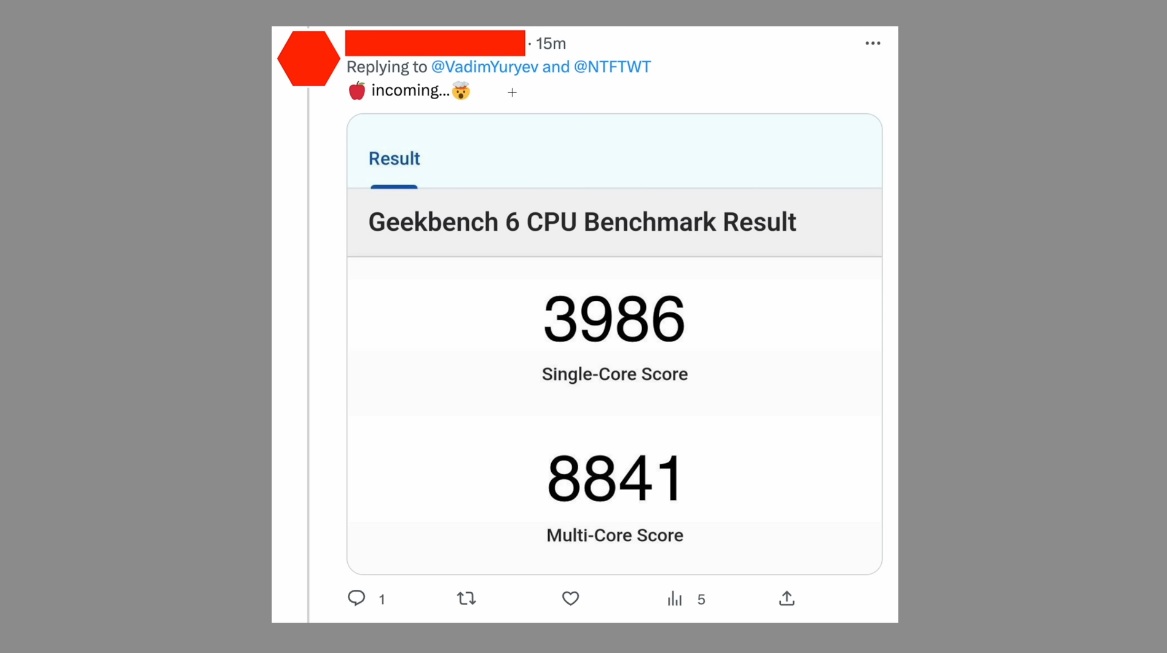 · 15m
Replying to @VadimYuryev and @NTFTWT
🍎 incoming...🤯
Result
Geekbench 6 CPU Benchmark Result
3986
Single-Core Score
8841
Multi-Core Score
1
5